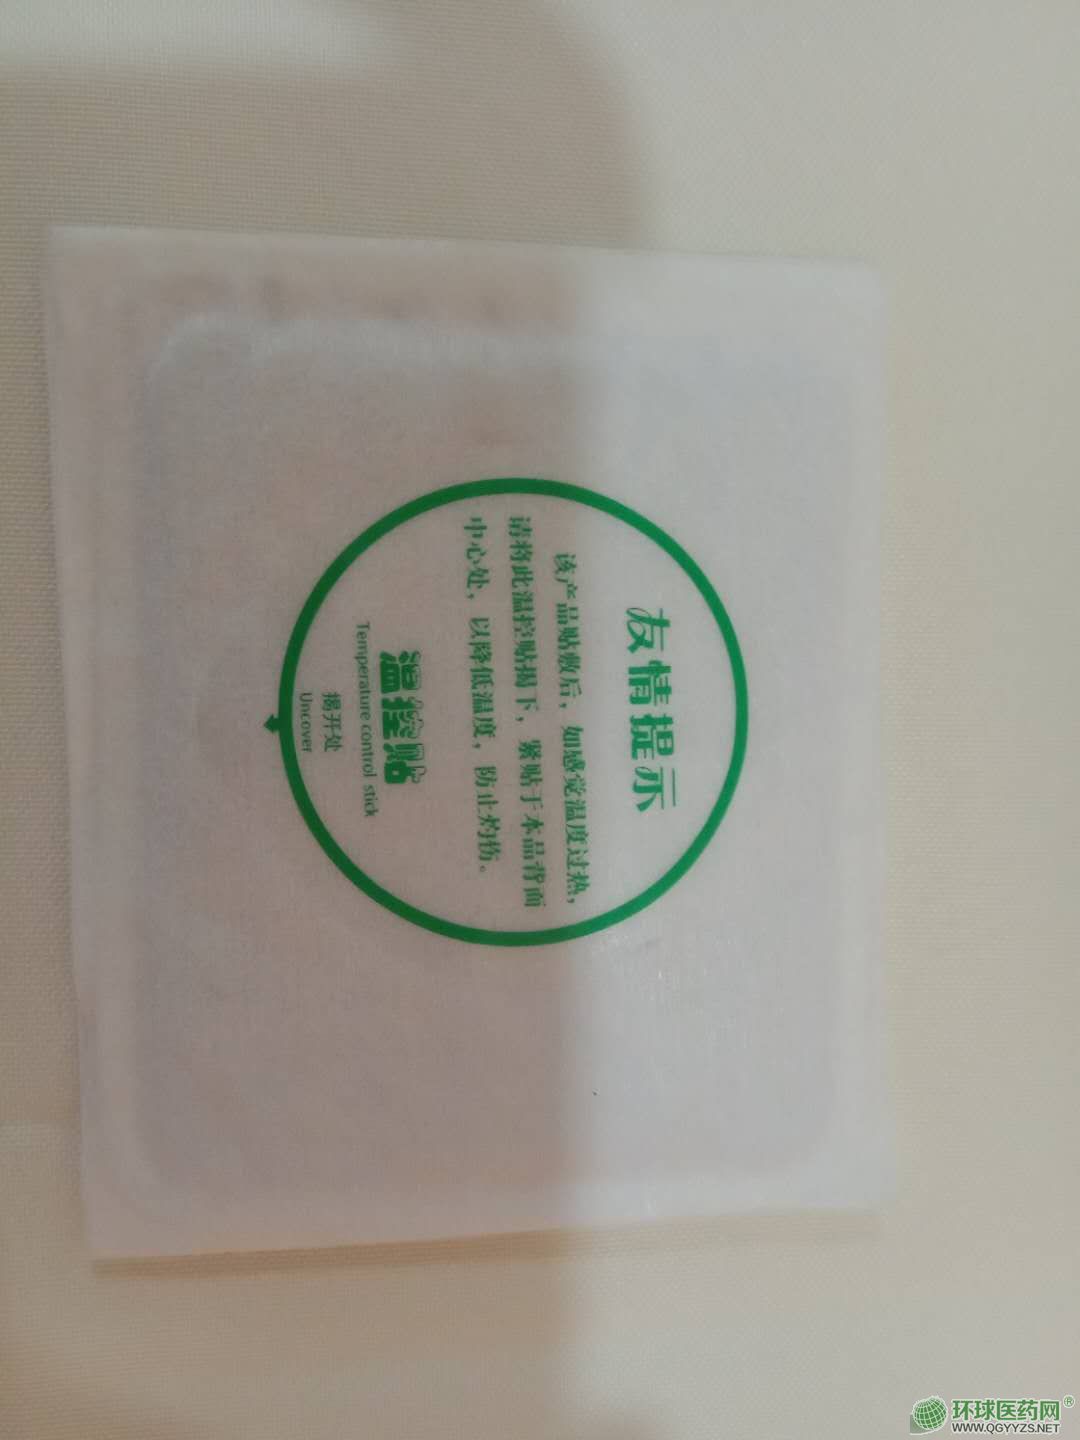 友情提示
该产品贴敷后，如感觉温度过热，
请将此温控贴揭下，紧贴于本品背面
中心处，以降低温度，防止灼伤。
温控贴
Temperature control stick
揭开处
Uncover
环球医药网®
WWW.QGYYZS.NET